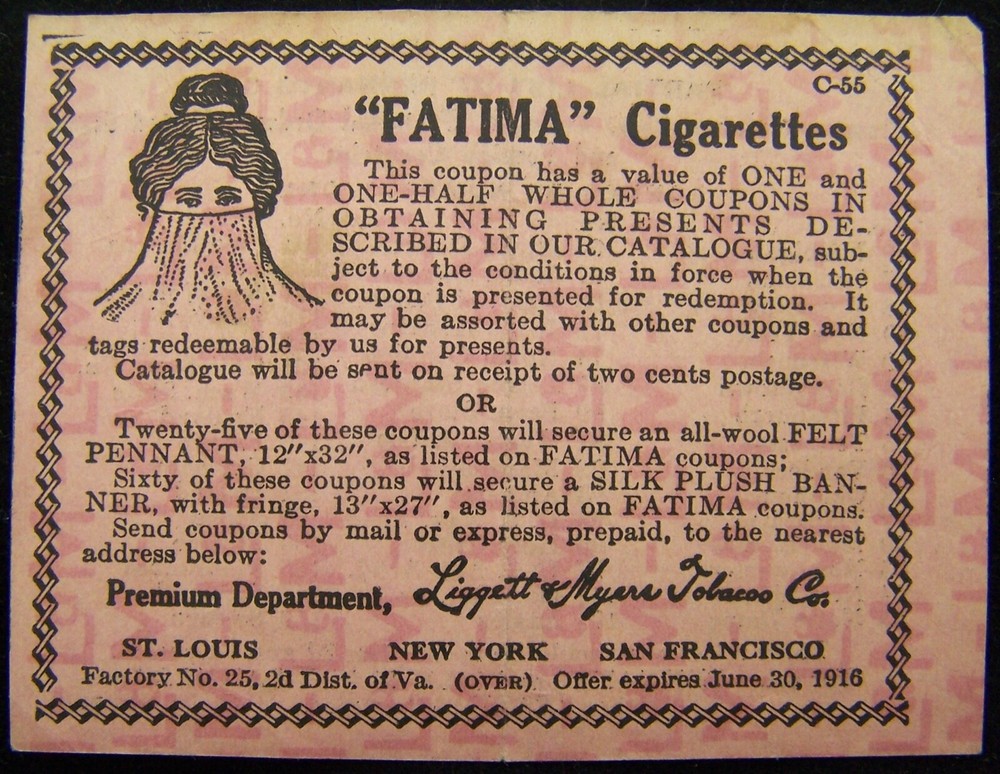 C-55
"FATIMA" Cigarettes
This coupon has a value of ONE and
ONE-HALF WHOLE COUPONS IN
OBTAINING PRESENTS DE-
SCRIBED IN OUR CATALOGUE, sub-
ject to the conditions in force when the
coupon is presented for redemption. It
may be assorted with other coupons and
tags redeemable by us for presents.
Catalogue will be sent on receipt of two cents postage.
OR
Twenty-five of these coupons will secure an all-wool FELT
PENNANT, 12"x32", as listed on FATIMA coupons;
Sixty of these coupons will secure a SILK PLUSH BAN-
NER, with fringe, 13"x27", as listed on FATIMA coupons.
Send coupons by mail or express, prepaid, to the nearest
address below:
Premium Department, Liggett & Myers Tobacco Co.
ST. LOUIS NEW YORK SAN FRANCISCO
Factory No. 25, 2d Dist. of Va. (OVER) Offer expires June 30, 1916